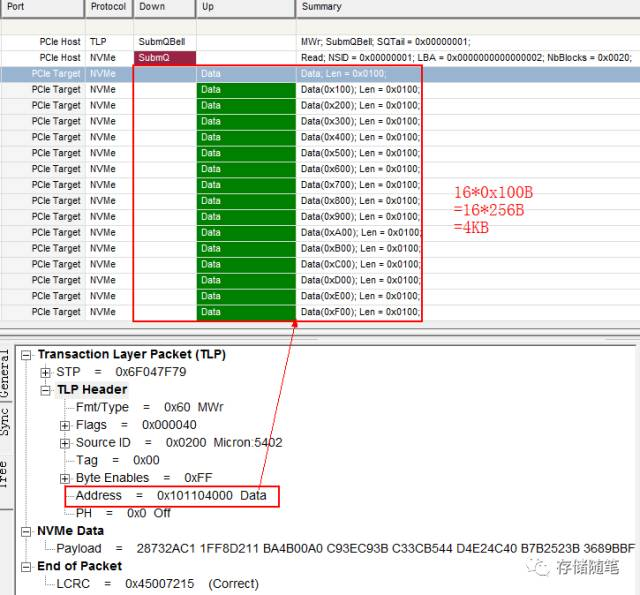 Port Protocol Down Up Summary
PCIe Host TLP SubmQBell MWr; SubmQBell; SQTail = 0x00000001;
PCIe Host NVMe SubmQ Read; NSID = 0x00000001; LBA = 0x0000000000000002; NbBlocks = 0x0020;
PCIe Target NVMe Data Data; Len = 0x0100;
PCIe Target NVMe Data Data(0x100); Len = 0x0100;
PCIe Target NVMe Data Data(0x200); Len = 0x0100;
PCIe Target NVMe Data Data(0x300); Len = 0x0100;
PCIe Target NVMe Data Data(0x400); Len = 0x0100;
PCIe Target NVMe Data Data(0x500); Len = 0x0100;
PCIe Target NVMe Data Data(0x600); Len = 0x0100;
PCIe Target NVMe Data Data(0x700); Len = 0x0100;
PCIe Target NVMe Data Data(0x800); Len = 0x0100;
PCIe Target NVMe Data Data(0x900); Len = 0x0100;
PCIe Target NVMe Data Data(0xA00); Len = 0x0100;
PCIe Target NVMe Data Data(0xB00); Len = 0x0100;
PCIe Target NVMe Data Data(0xC00); Len = 0x0100;
PCIe Target NVMe Data Data(0xD00); Len = 0x0100;
PCIe Target NVMe Data Data(0xE00); Len = 0x0100;
PCIe Target NVMe Data Data(0xF00); Len = 0x0100;
16*0x100B
=16*256B
=4KB
General
Sync
Tree
Transaction Layer Packet (TLP)
STP = 0x6F047F79
TLP Header
Fmt/Type = 0x60 MWr
Flags = 0x000040
Source ID = 0x0200 Micron:5402
Tag = 0x00
Byte Enables = 0xFF
Address = 0x101104000 Data
PH = 0x0 Off
NVMe Data
Payload = 28732AC1 1FF8D211 BA4B00A0 C93EC93B C33CB544 D4E24C40 B7B2523B 3689BBF
End of Packet
LCRC = 0x45007215 (Correct)
存储随笔